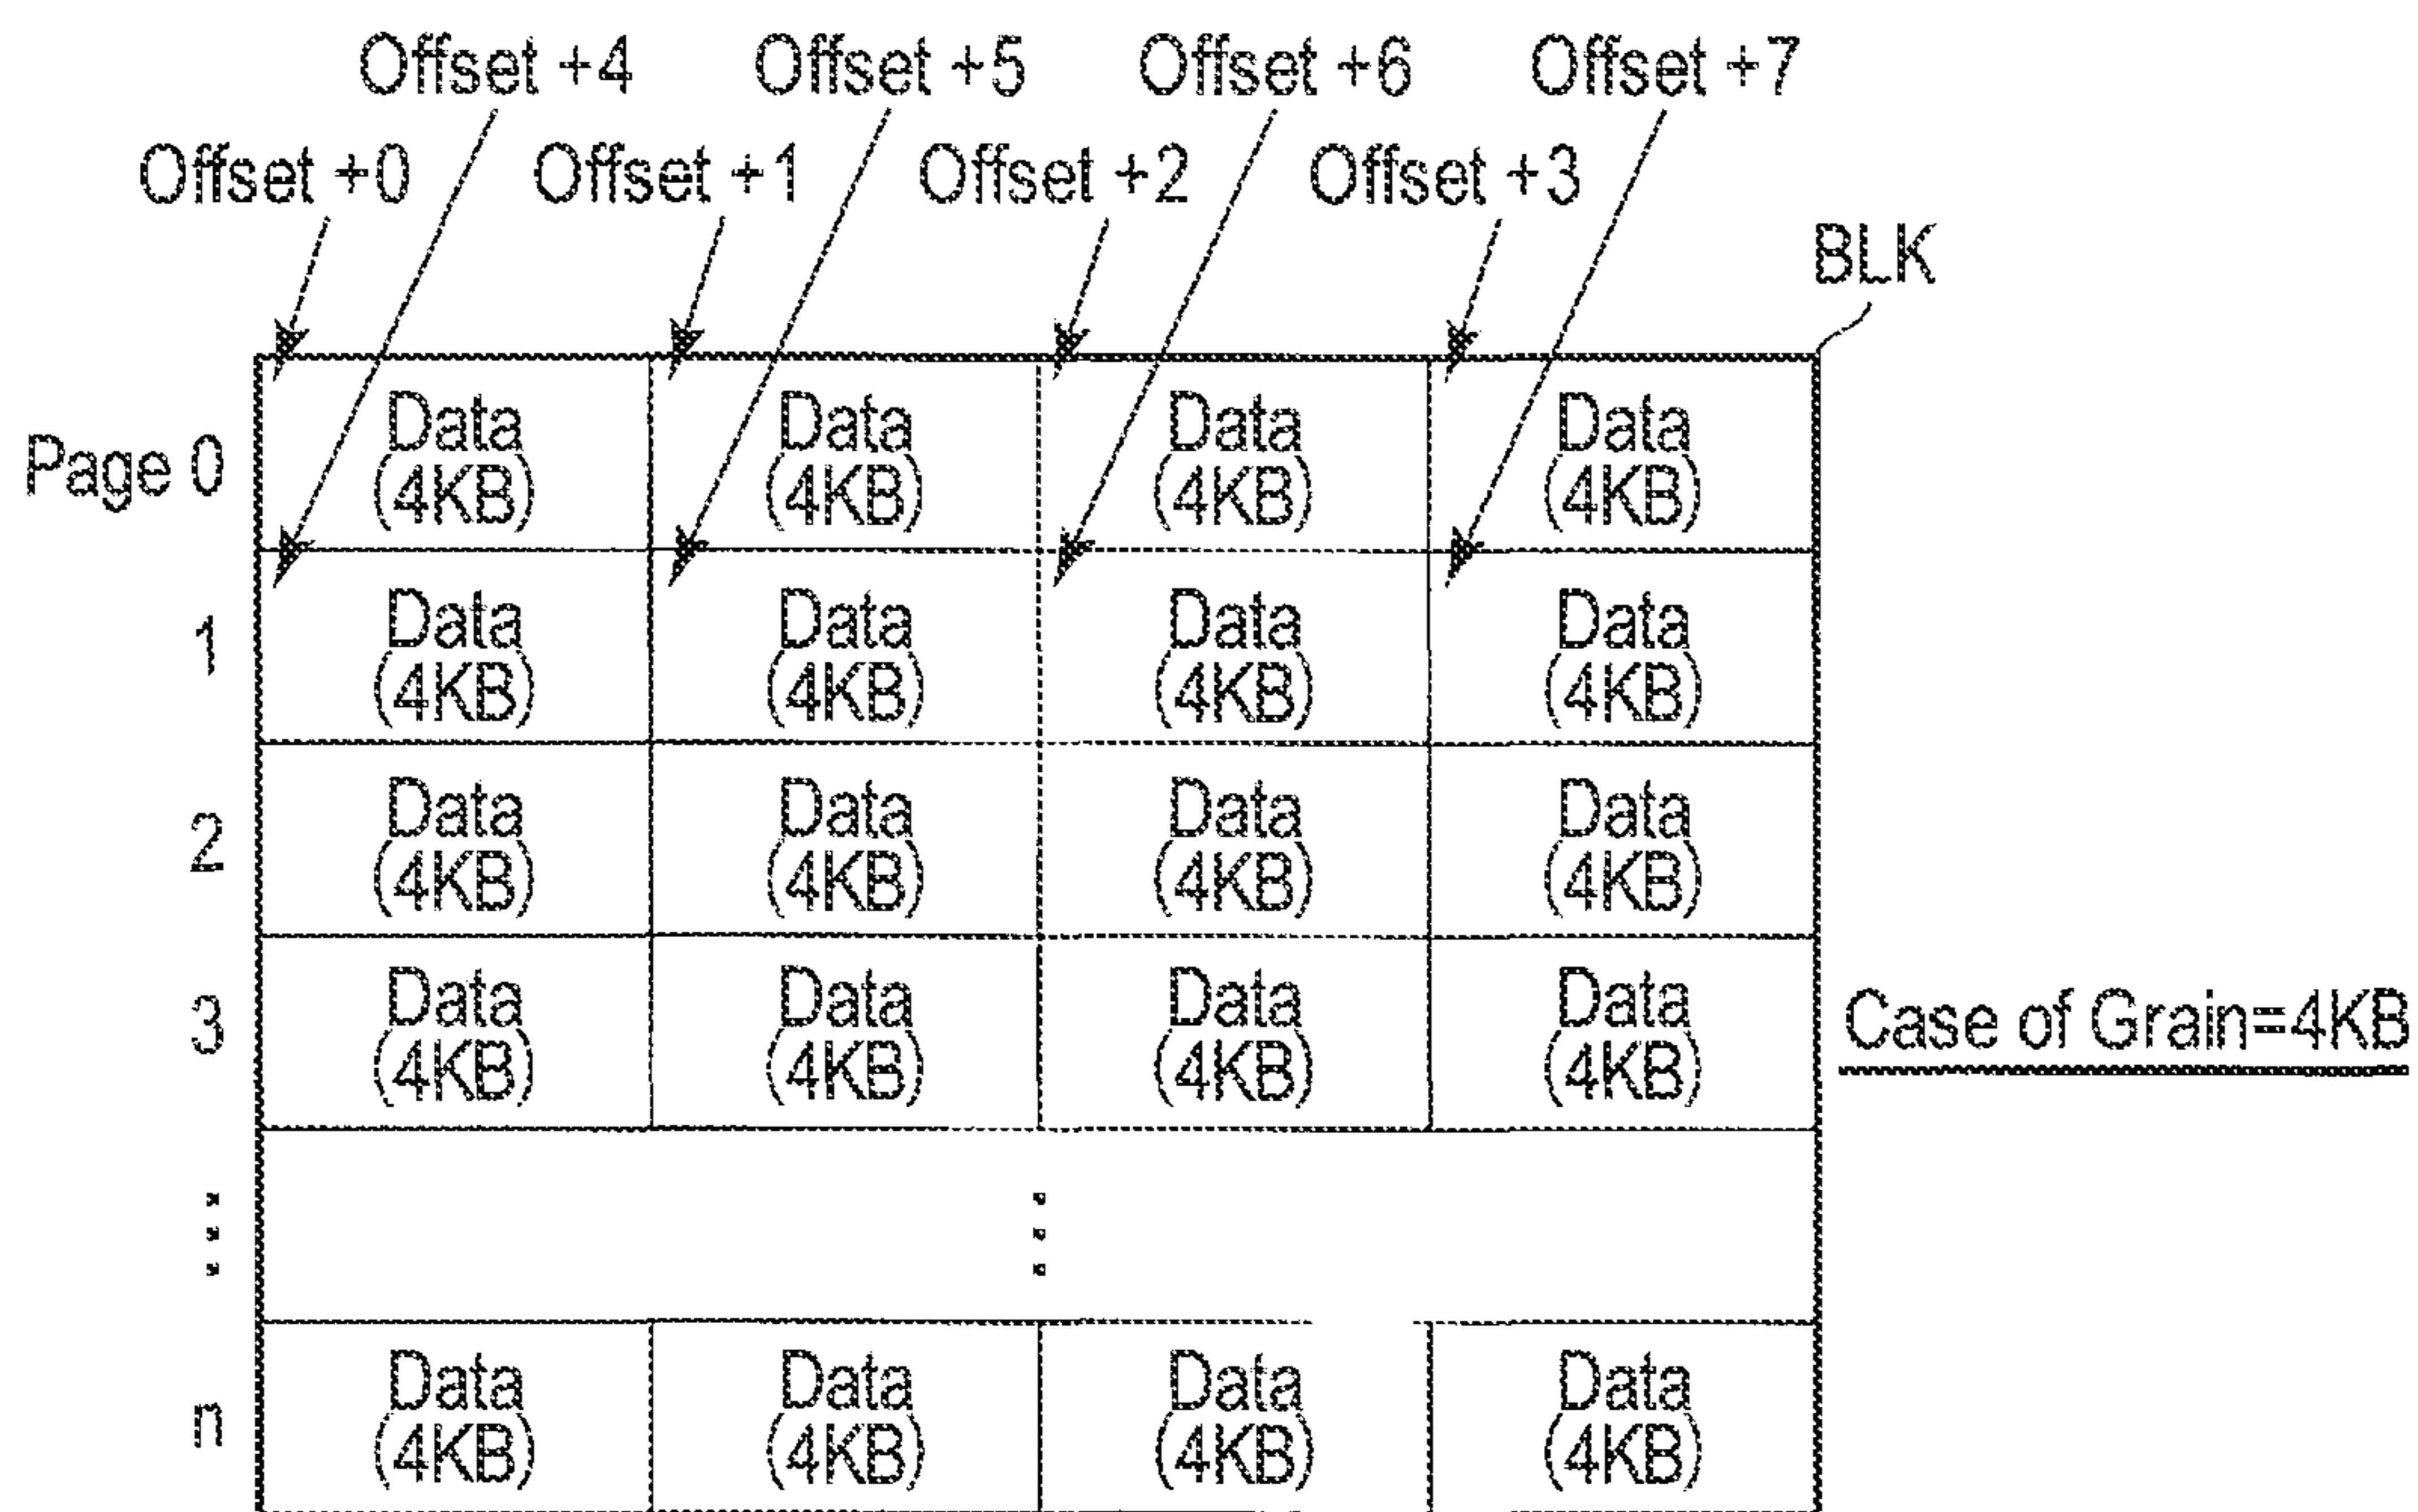 Offset +4 Offset +5 Offset +6 Offset +7
Offset +0 Offset +1 Offset +2 Offset +3
BLK
Page 0 Data Data Data Data
(4KB) (4KB) (4KB) (4KB)
1 Data Data Data Data
(4KB) (4KB) (4KB) (4KB)
2 Data Data Data Data
(4KB) (4KB) (4KB) (4KB)
3 Data Data Data Data
(4KB) (4KB) (4KB) (4KB)
Case of Grain=4KB
n Data Data Data Data
(4KB) (4KB) (4KB) (4KB)